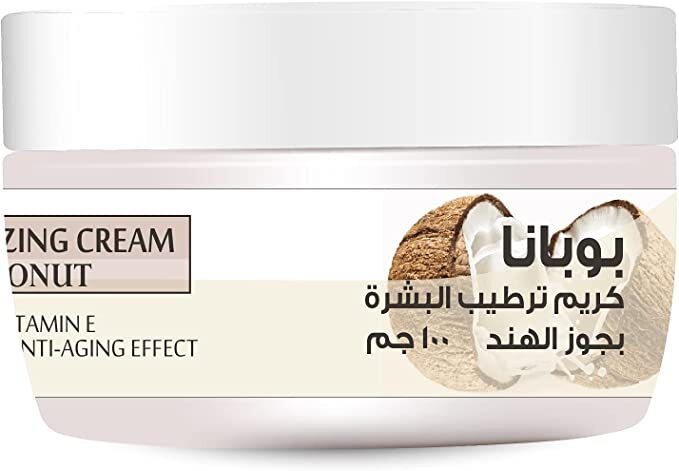 ZING CREAM
ONUT
TAMIN E
NTI-AGING EFFECT
بوبانا
كريم ترطيب البشرة
بجوز الهند ١٠٠ جم